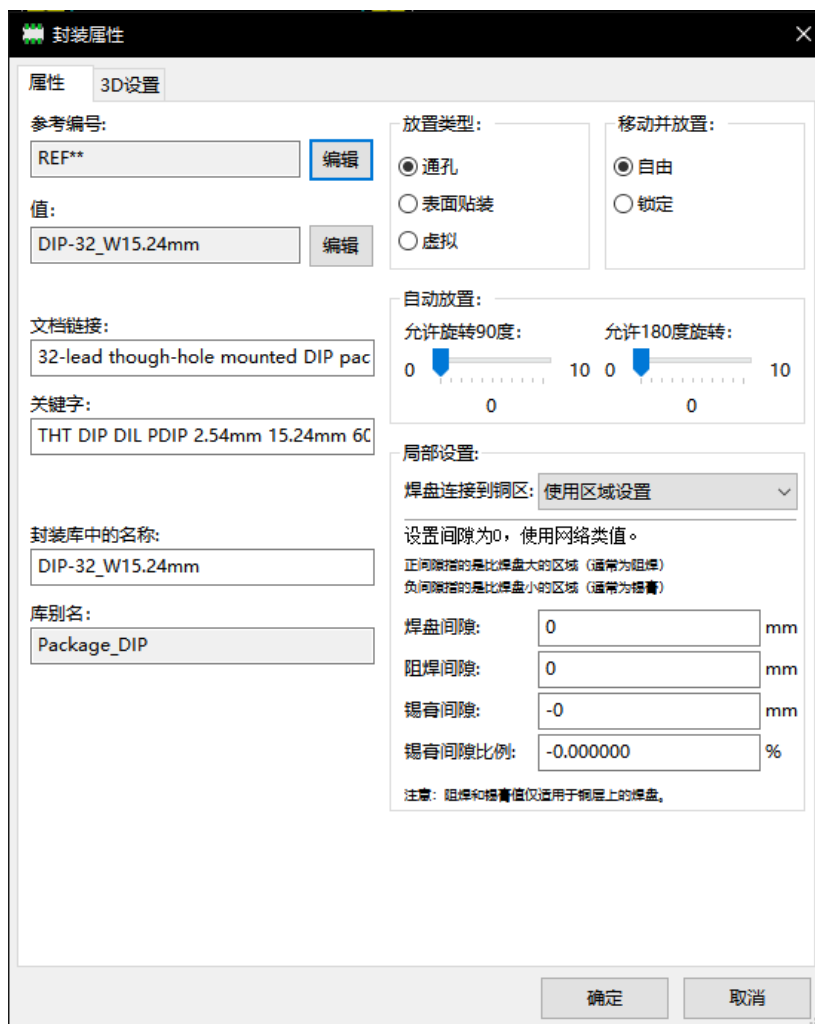 封装属性
属性
3D设置
参考编号:
REF**
编辑
值:
DIP-32_W15.24mm
编辑
文档链接:
32-lead though-hole mounted DIP pac
关键字:
THT DIP DIL PDIP 2.54mm 15.24mm 60
封装库中的名称:
DIP-32_W15.24mm
库别名:
Package_DIP
放置类型:
通孔
表面贴装
虚拟
移动并放置:
自由
锁定
自动放置:
允许旋转90度:
0
10
0
允许180度旋转:
0
10
0
局部设置:
焊盘连接到铜区:
使用区域设置
设置间隙为0，使用网络类值。
正间隙指的是比焊盘大的区域（通常为阻焊）
负间隙指的是比焊盘小的区域（通常为锡膏）
焊盘间隙:
0
mm
阻焊间隙:
0
mm
锡膏间隙:
-0
mm
锡膏间隙比例:
-0.000000
%
注意：阻焊和锡膏值仅适用于铜层上的焊盘。
确定
取消